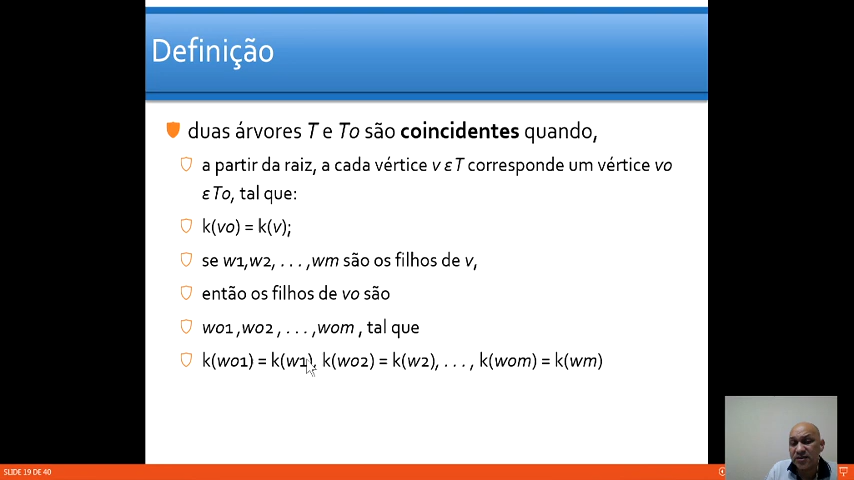 Definição
duas árvores T e To são coincidentes quando,
a partir da raiz, a cada vértice v ε T corresponde um vértice vo
ε To, tal que:
k(vo) = k(v);
se w1,w2, . . . ,wm são os filhos de v,
então os filhos de vo são
wo1 ,wo2 , . . . ,wom , tal que
k(wo1) = k(w1), k(wo2) = k(w2), . . . , k(wom) = k(wm)
SLIDE 19 DE 40